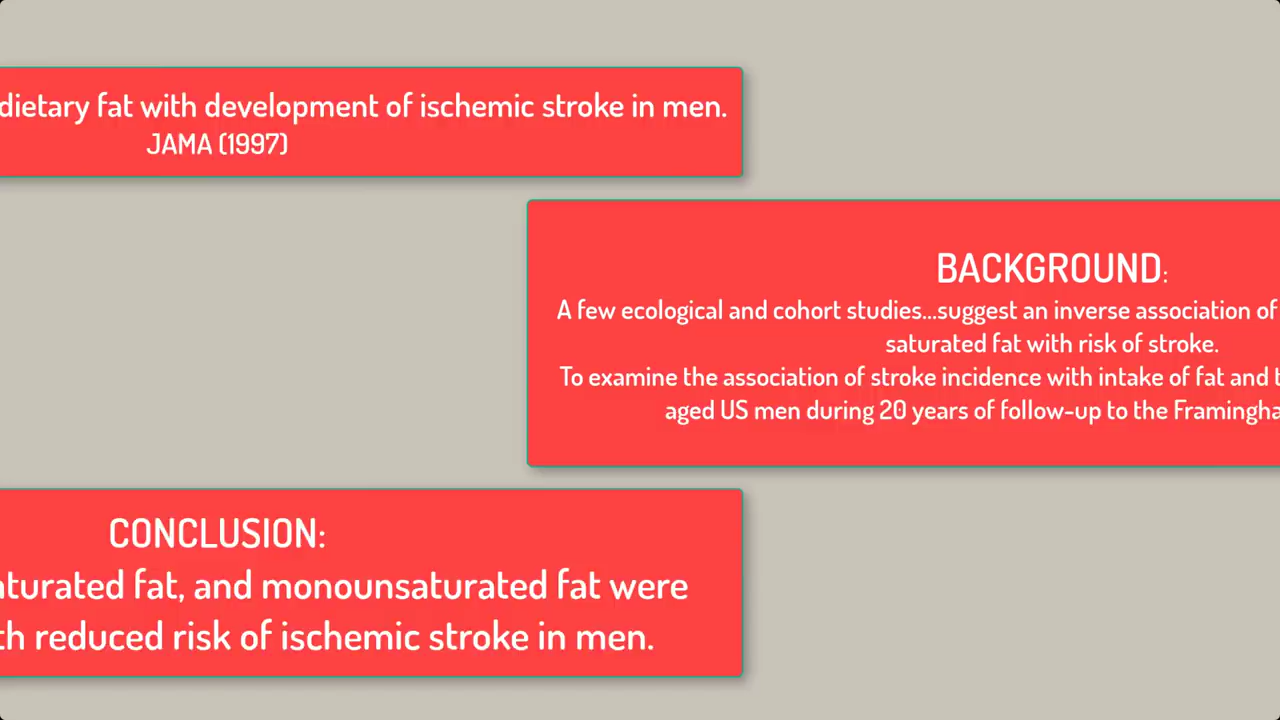 dietary fat with development of ischemic stroke in men.
JAMA (1997)
BACKGROUND:
A few ecological and cohort studies...suggest an inverse association of
saturated fat with risk of stroke.
To examine the association of stroke incidence with intake of fat and
aged US men during 20 years of follow-up to the
CONCLUSION:
fat, and monounsaturated fat were
reduced risk of ischemic stroke in men.